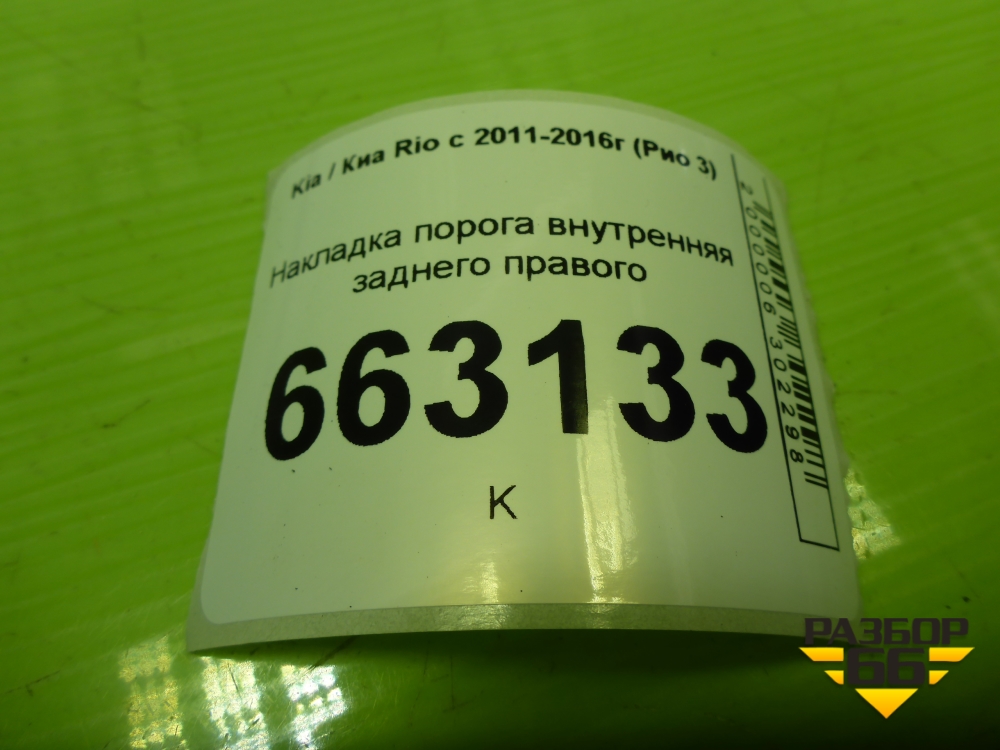 Kia / Киа Rio с 2011-2016г (Рио 3)
Накладка порога внутренняя
заднего правого
663133
К
2000006302298
РАЗБОР
66